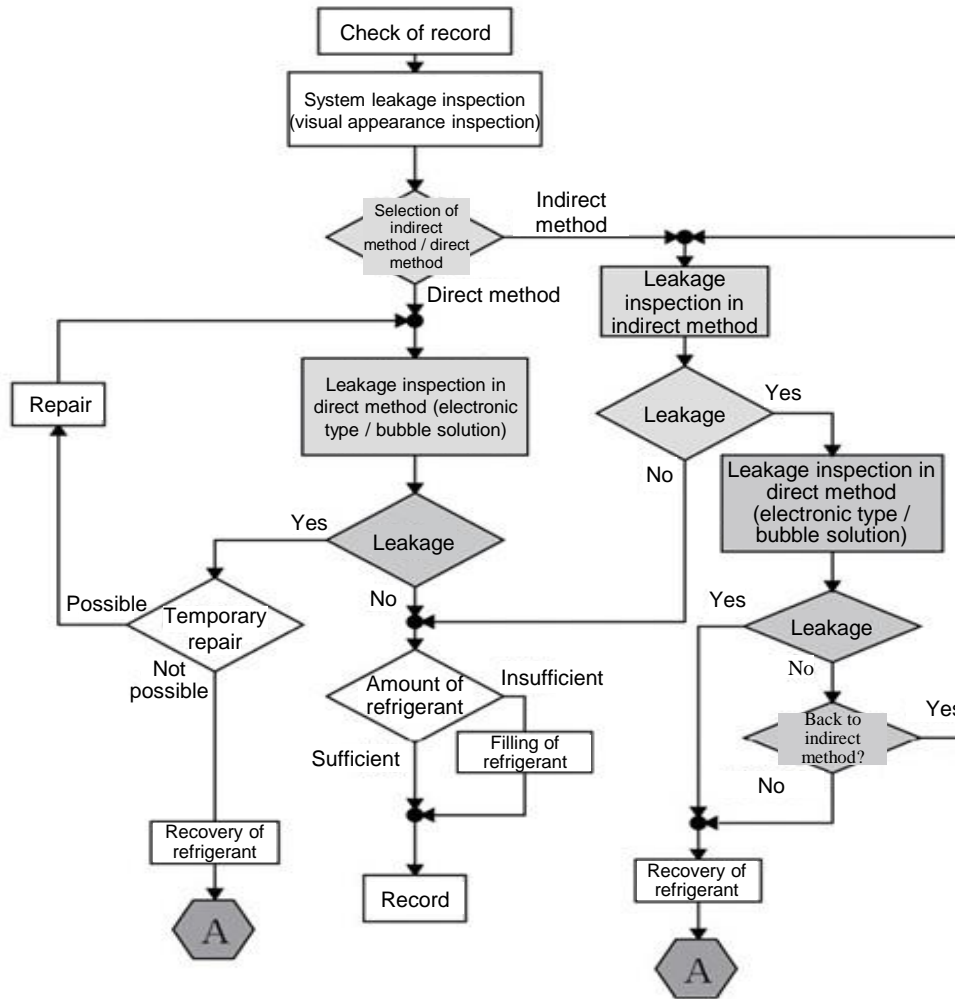 Check of record
System leakage inspection
(visual appearance inspection)
Selection of
indirect
method / direct
method
Indirect
method
Direct method
Leakage
inspection in
indirect method
Repair
Leakage inspection in
direct method (electronic
type / bubble solution)
Leakage
Yes
No
Leakage inspection in
direct method
(electronic type /
bubble solution)
Yes
Leakage
No
Possible
Temporary
repair
Not
possible
Yes
Leakage
No
Amount of
refrigerant
Insufficient
Sufficient
Filling of
refrigerant
Back to
indirect
method?
Yes
No
Recovery of
refrigerant
Record
Recovery of
refrigerant
A
A